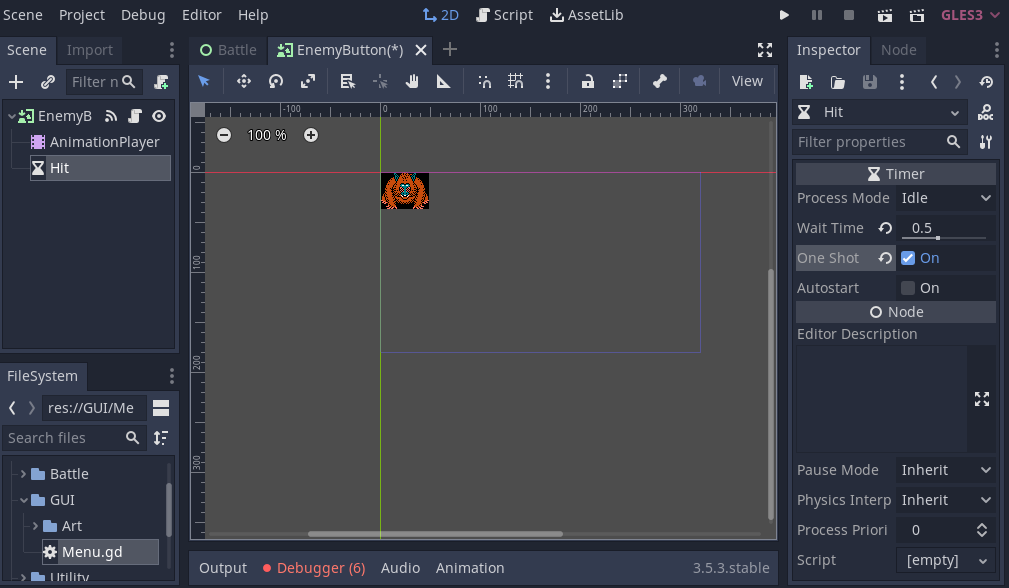 Scene Project Debug Editor Help 2D Script AssetLib GLES3
Scene Import
Battle EnemyButton(*)
Inspector Node
Filter n
View
EnemyB
AnimationPlayer
Hit
-100 0 100 200 300
100 %
0
100
200
300
Hit
Filter properties
Timer
Process Mode Idle
Wait Time 0.5
One Shot On
Autostart On
Node
Editor Description
Pause Mode Inherit
Physics Interp Inherit
Process Priori 0
Script [empty]
FileSystem
res://GUI/Me
Search files
Battle
GUI
Art
Menu.gd
Utility
Output Debugger (6) Audio Animation 3.5.3.stable